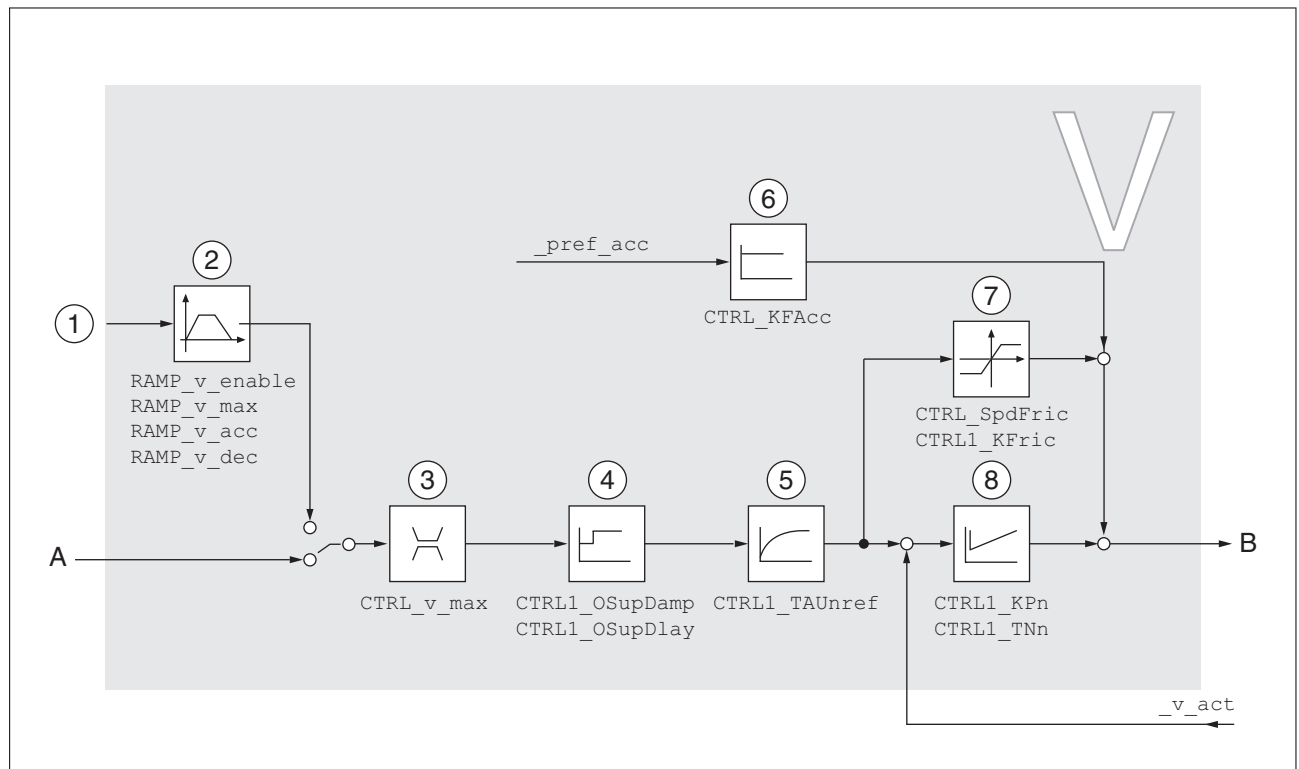 V
6
_pref_acc
CTRL_KFAcc
2
1
RAMP_v_enable
RAMP_v_max
RAMP_v_acc
RAMP_v_dec
7
CTRL_SpdFric
CTRL1_KFric
3
4
5
8
A
B
CTRL_v_max
CTRL1_OSupDamp
CTRL1_OSupDlay
CTRL1_TAUnref
CTRL1_KPn
CTRL1_TNn
_v_act